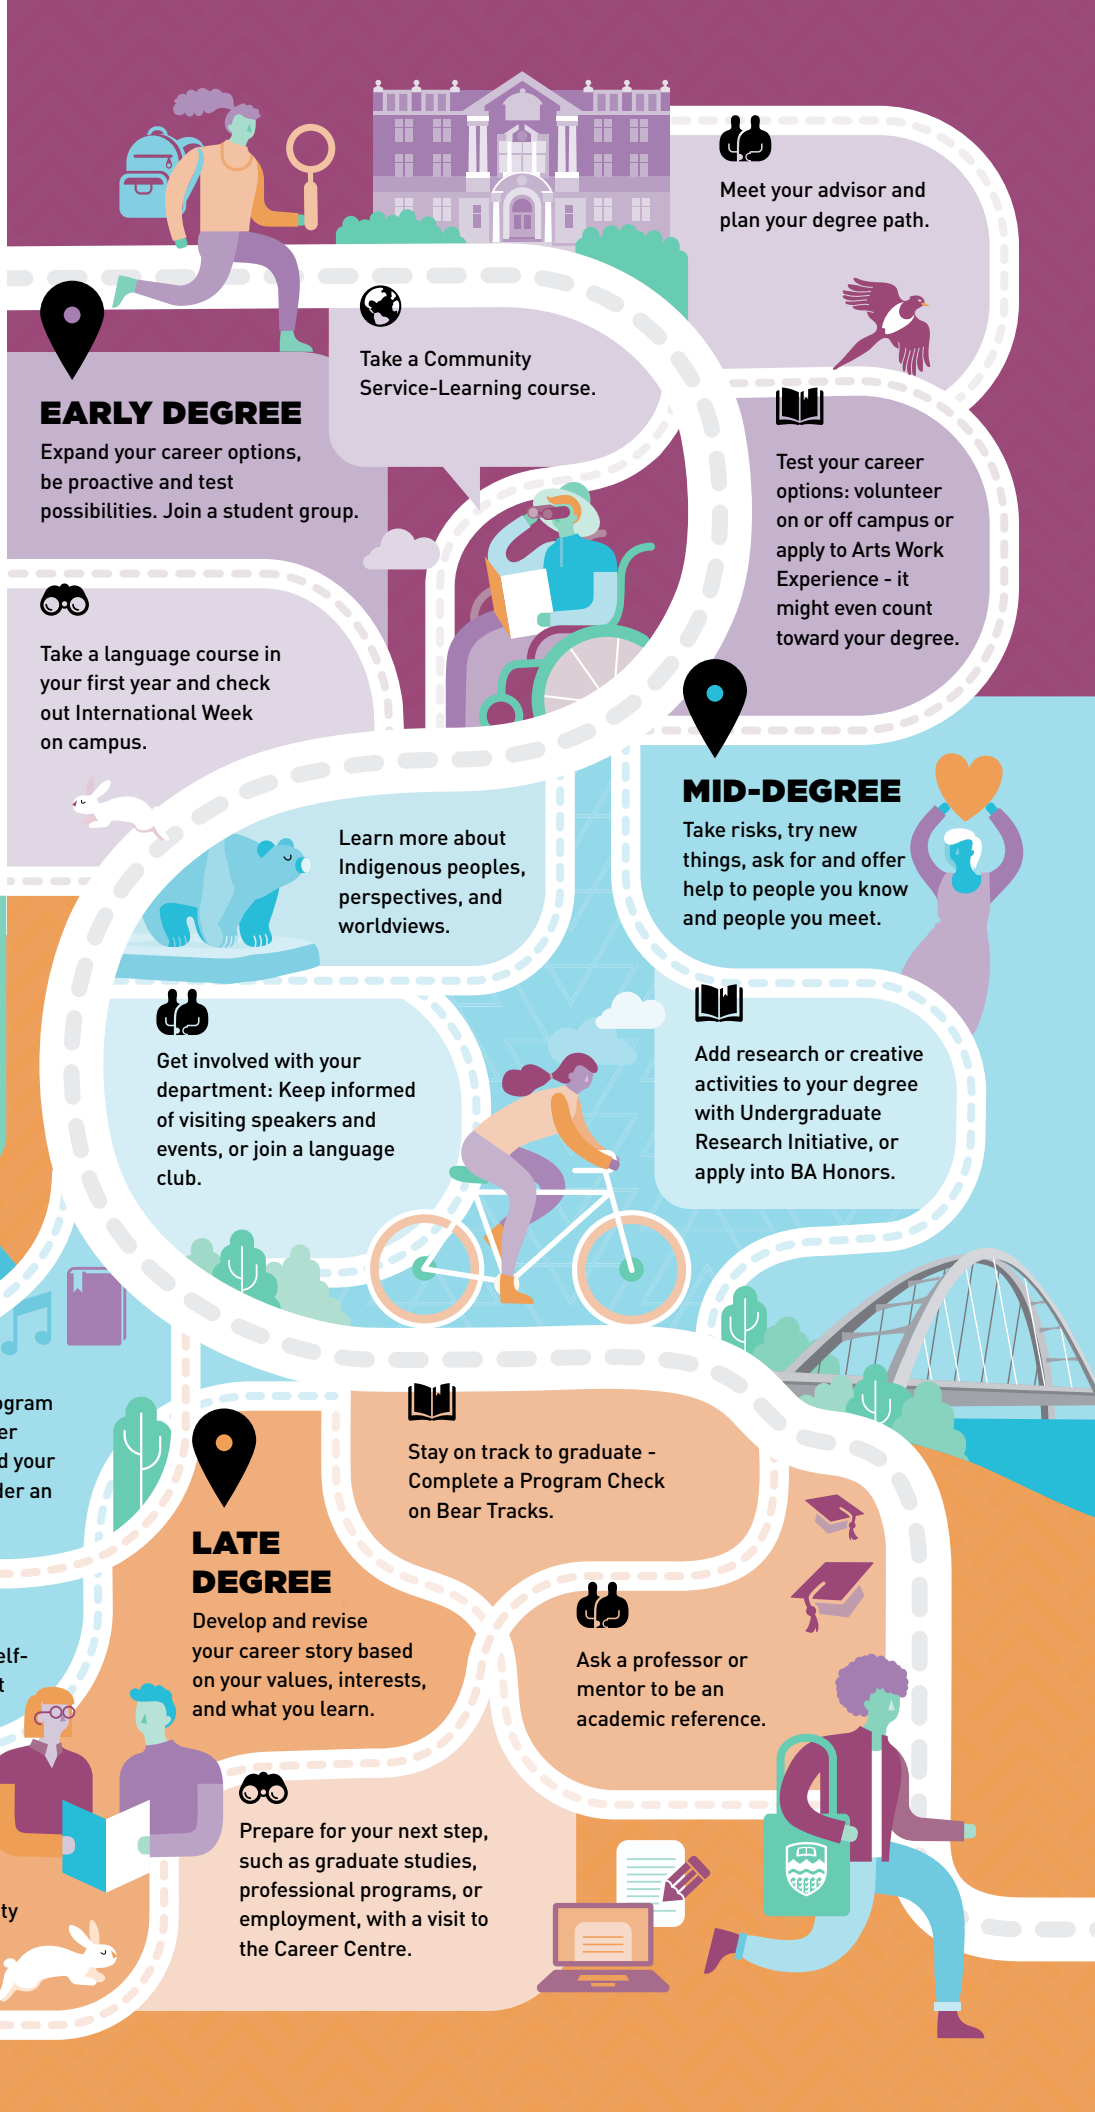 Meet your advisor and
plan your degree path.
Take a Community
Service-Learning course.
EARLY DEGREE
Expand your career options,
be proactive and test
possibilities. Join a student group.
Test your career
options: volunteer
on or off campus or
apply to Arts Work
Experience - it
might even count
toward your degree.
Take a language course in
your first year and check
out International Week
on campus.
MID-DEGREE
Take risks, try new
things, ask for and offer
help to people you know
and people you meet.
Learn more about
Indigenous peoples,
perspectives, and
worldviews.
Get involved with your
department: Keep informed
of visiting speakers and
events, or join a language
club.
Add research or creative
activities to your degree
with Undergraduate
Research Initiative, or
apply into BA Honors.
ogram
er
d your
der an
Stay on track to graduate -
Complete a Program Check
on Bear Tracks.
LATE
DEGREE
Develop and revise
your career story based
on your values, interests,
and what you learn.
elf-
t
Ask a professor or
mentor to be an
academic reference.
Prepare for your next step,
such as graduate studies,
professional programs, or
employment, with a visit to
the Career Centre.
ty